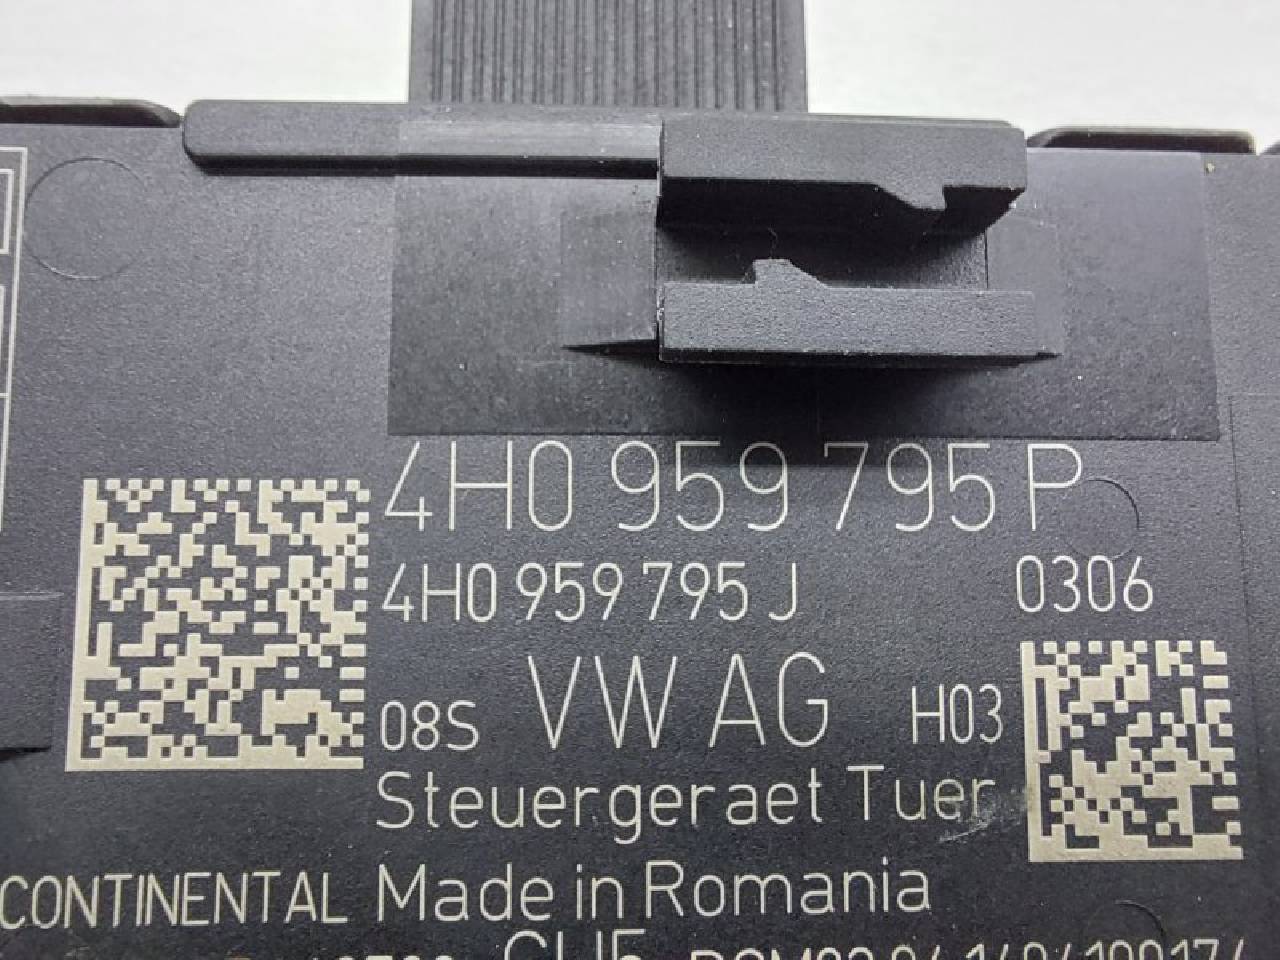 4H0 959 795 P
4H0 959 795 J 0306
08S VW AG H03
Steuergeraet Tuer
CONTINENTAL Made in Romania